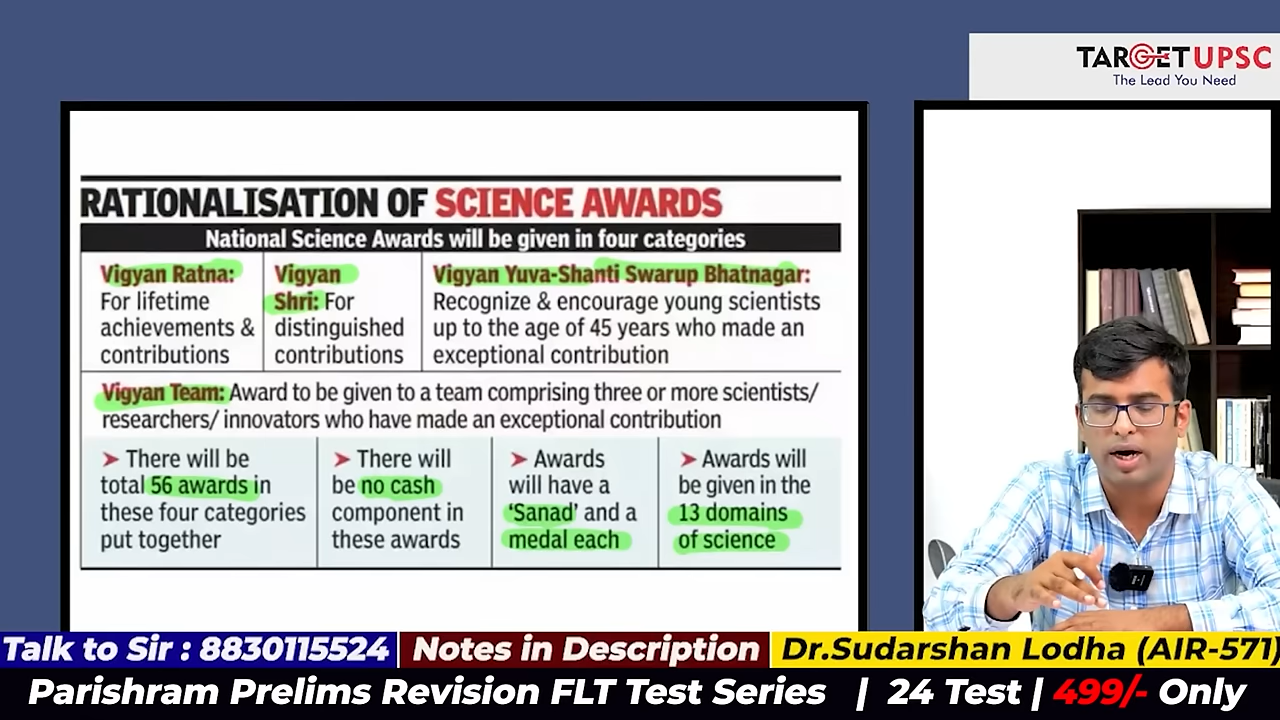 TARGET UPSC
The Lead You Need
RATIONALISATION OF SCIENCE AWARDS
National Science Awards will be given in four categories
Vigyan Ratna:
For lifetime
achievements &
contributions
Vigyan
Shri: For
distinguished
contributions
Vigyan Yuva-Shanti Swarup Bhatnagar:
Recognize & encourage young scientists
up to the age of 45 years who made an
exceptional contribution
Vigyan Team: Award to be given to a team comprising three or more scientists/
researchers/ innovators who have made an exceptional contribution
➤ There will be
total 56 awards in
these four categories
put together
➤ There will
be no cash
component in
these awards
➤ Awards
will have a
‘Sanad’ and a
medal each
➤ Awards will
be given in the
13 domains
of science
Talk to Sir : 8830115524
Notes in Description
Dr.Sudarshan Lodha (AIR-571)
Parishram Prelims Revision FLT Test Series | 24 Test | 499/- Only